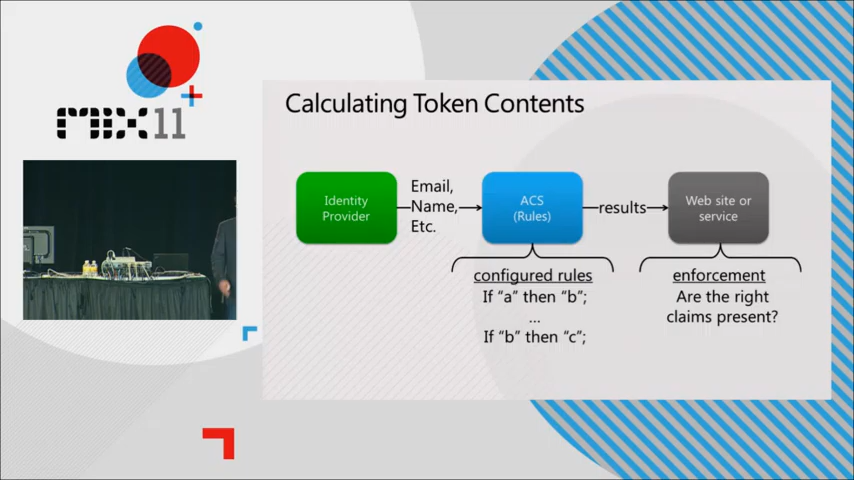 MIX11
Calculating Token Contents
Identity
Provider
Email,
Name,
Etc.
ACS
(Rules)
results
Web site or
service
configured rules
If “a” then “b”;
...
If “b” then “c”;
enforcement
Are the right
claims present?